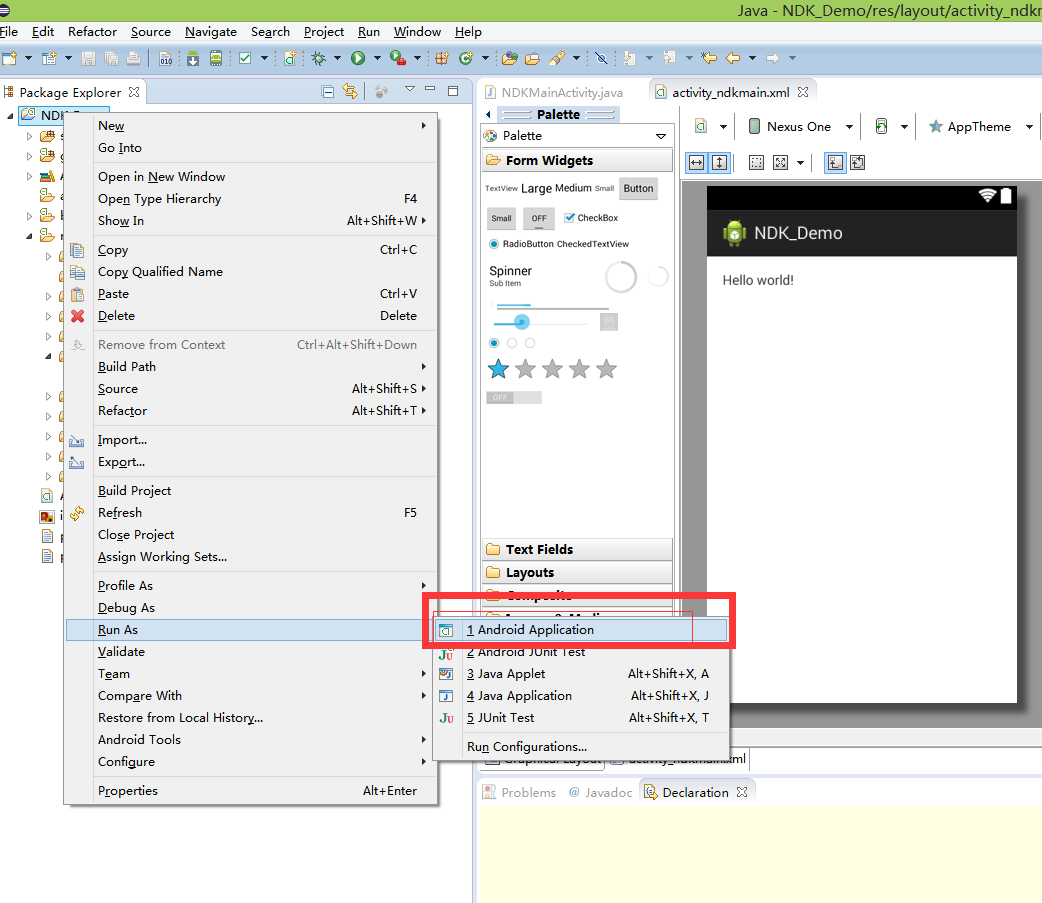 Java - NDK_Demo/res/layout/activity_ndkm
File Edit Refactor Source Navigate Search Project Run Window Help
Package Explorer
NDKMainActivity.java
activity_ndkmain.xml
NDK
New
Go Into
Open in New Window
Open Type Hierarchy F4
Show In Alt+Shift+W
Copy Ctrl+C
Copy Qualified Name
Paste Ctrl+V
Delete Delete
Remove from Context Ctrl+Alt+Shift+Down
Build Path
Source Alt+Shift+S
Refactor Alt+Shift+T
Import...
Export...
Build Project
Refresh F5
Close Project
Assign Working Sets...
Profile As
Debug As
Run As
Validate
Team
Compare With
Restore from Local History...
Android Tools
Configure
Properties Alt+Enter
1 Android Application
2 Android JUnit Test
3 Java Applet Alt+Shift+X, A
4 Java Application Alt+Shift+X, J
5 JUnit Test Alt+Shift+X, T
Run Configurations...
Palette
Palette
Form Widgets
TextView Large Medium Small Button
Small OFF CheckBox
RadioButton CheckedTextView
Spinner
Sub Item
OFF
Text Fields
Layouts
Composite
Nexus One
AppTheme
NDK_Demo
Hello world!
Graphical Layout
activity_ndkmain.xml
Problems @ Javadoc Declaration